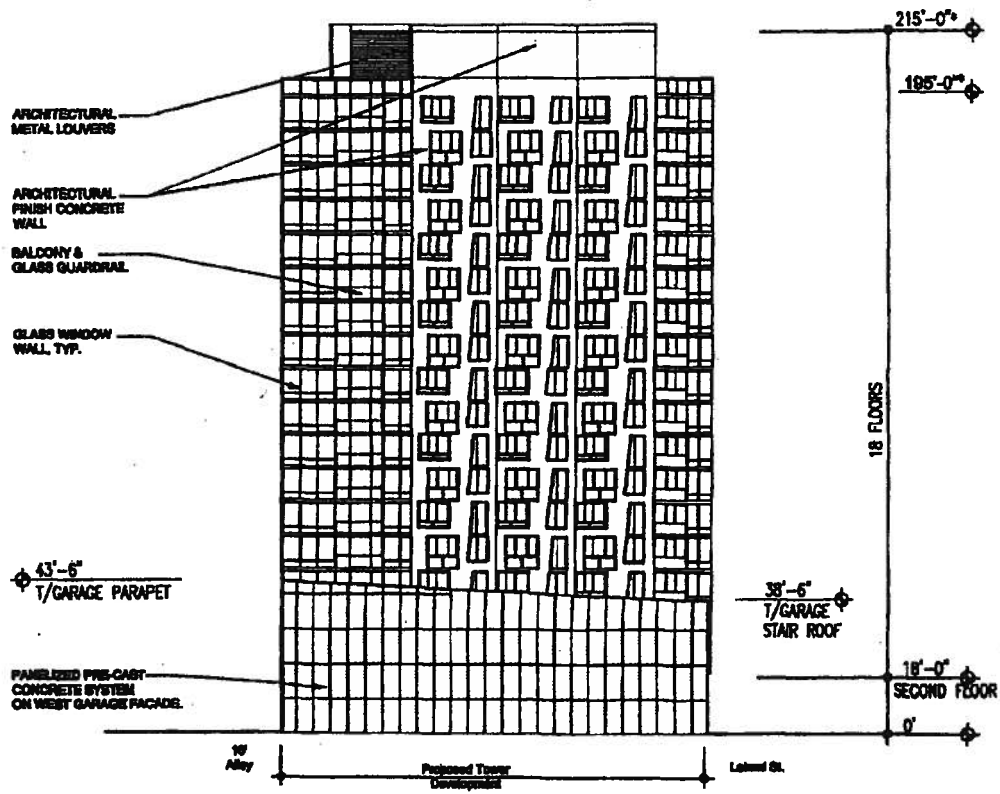 215'-0"±
195'-0"±
ARCHITECTURAL
METAL LOUVERS
ARCHITECTURAL
FINISH CONCRETE
WALL
BALCONY &
GLASS GUARDRAIL
GLASS WINDOW
WALL, TYP.
18 FLOORS
43'-6"
T/GARAGE PARAPET
38'-6"
T/GARAGE
STAIR ROOF
PANELIZED PRE-CAST
CONCRETE SYSTEM
ON WEST GARAGE FACADE.
18'-0"
SECOND FLOOR
0'
16'
Alley
Proposed Tower
Development
Leland St.